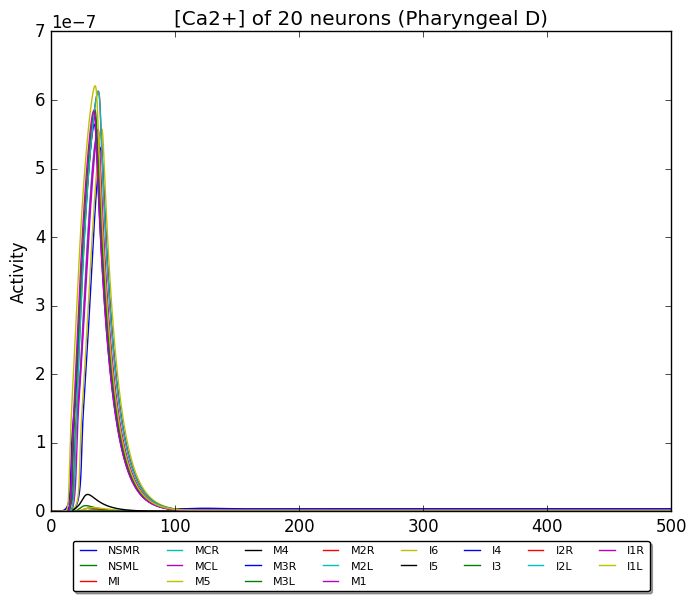 [Ca2+] of 20 neurons (Pharyngeal D)
1e−7
7
6
5
4
3
2
1
0
Activity
0 100 200 300 400 500
NSMR MCR M4 M2R I6 I4 I2R I1R
NSML MCL M3R M2L I5 I3 I2L I1L
MI M5 M3L M1